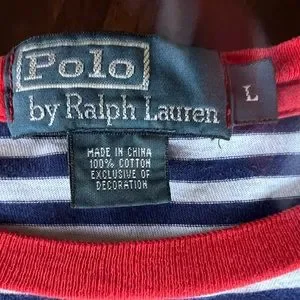 Polo
by Ralph Lauren
L
MADE IN CHINA
100% COTTON
EXCLUSIVE OF
DECORATION